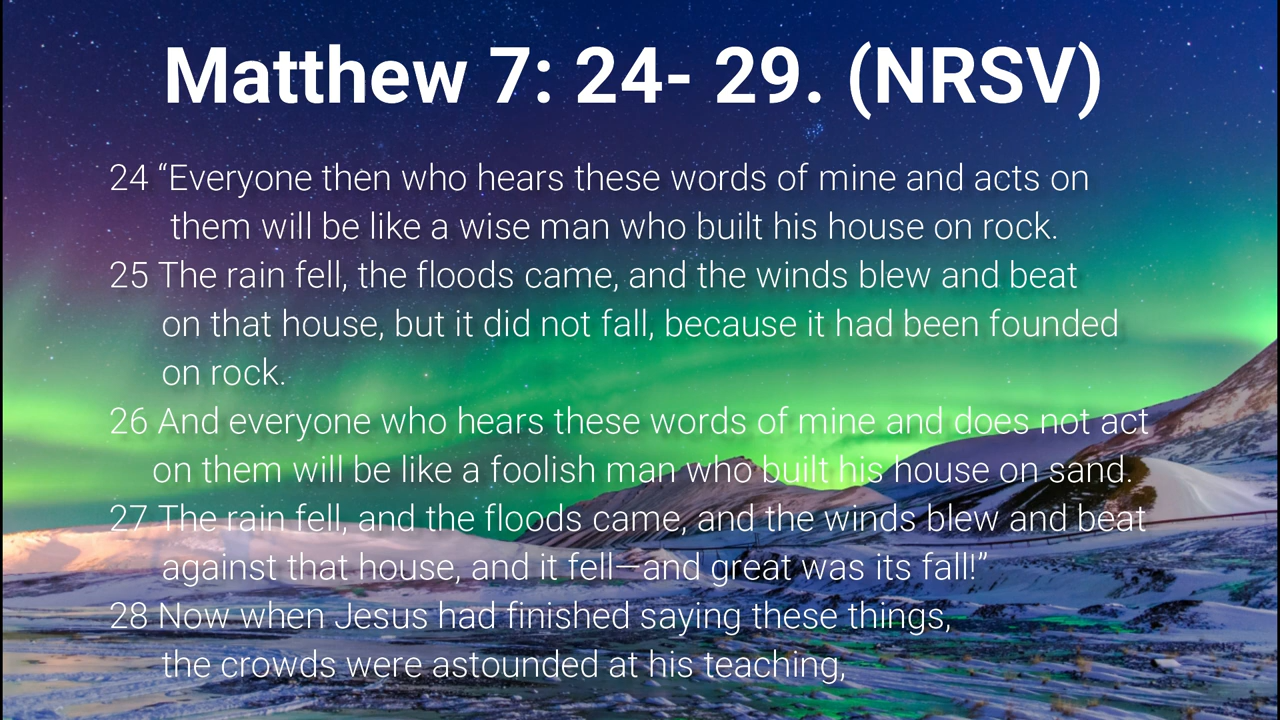 Matthew 7: 24- 29. (NRSV)
24 “Everyone then who hears these words of mine and acts on
them will be like a wise man who built his house on rock.
25 The rain fell, the floods came, and the winds blew and beat
on that house, but it did not fall, because it had been founded
on rock.
26 And everyone who hears these words of mine and does not act
on them will be like a foolish man who built his house on sand.
27 The rain fell, and the floods came, and the winds blew and beat
against that house, and it fell—and great was its fall!”
28 Now when Jesus had finished saying these things,
the crowds were astounded at his teaching,